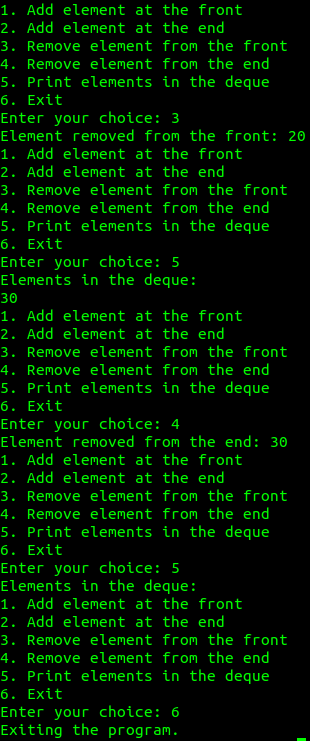 1. Add element at the front
2. Add element at the end
3. Remove element from the front
4. Remove element from the end
5. Print elements in the deque
6. Exit
Enter your choice: 3
Element removed from the front: 20
1. Add element at the front
2. Add element at the end
3. Remove element from the front
4. Remove element from the end
5. Print elements in the deque
6. Exit
Enter your choice: 5
Elements in the deque:
30
1. Add element at the front
2. Add element at the end
3. Remove element from the front
4. Remove element from the end
5. Print elements in the deque
6. Exit
Enter your choice: 4
Element removed from the end: 30
1. Add element at the front
2. Add element at the end
3. Remove element from the front
4. Remove element from the end
5. Print elements in the deque
6. Exit
Enter your choice: 5
Elements in the deque:
1. Add element at the front
2. Add element at the end
3. Remove element from the front
4. Remove element from the end
5. Print elements in the deque
6. Exit
Enter your choice: 6
Exiting the program.